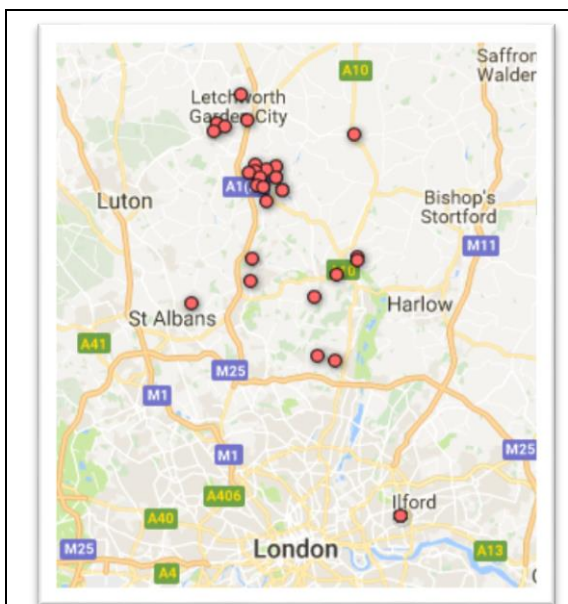 Saffron
Walden
A10
Letchworth
Garden City
A1(
Luton
Bishop's
Stortford
M11
A10
Harlow
St Albans
A41
M25
M1
M1
M25
A406
Ilford
A40
London
M25
A13
A4